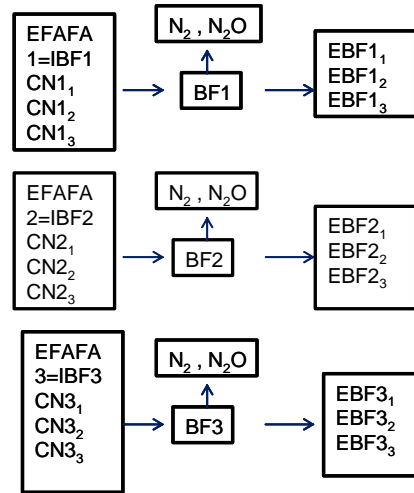 N₂ , N₂O
EFAFA
1=IBF1
CN1₁
CN1₂
CN1₃
BF1
EBF1₁
EBF1₂
EBF1₃
N₂ , N₂O
EFAFA
2=IBF2
CN2₁
CN2₂
CN2₃
BF2
EBF2₁
EBF2₂
EBF2₃
N₂ , N₂O
EFAFA
3=IBF3
CN3₁
CN3₂
CN3₃
BF3
EBF3₁
EBF3₂
EBF3₃